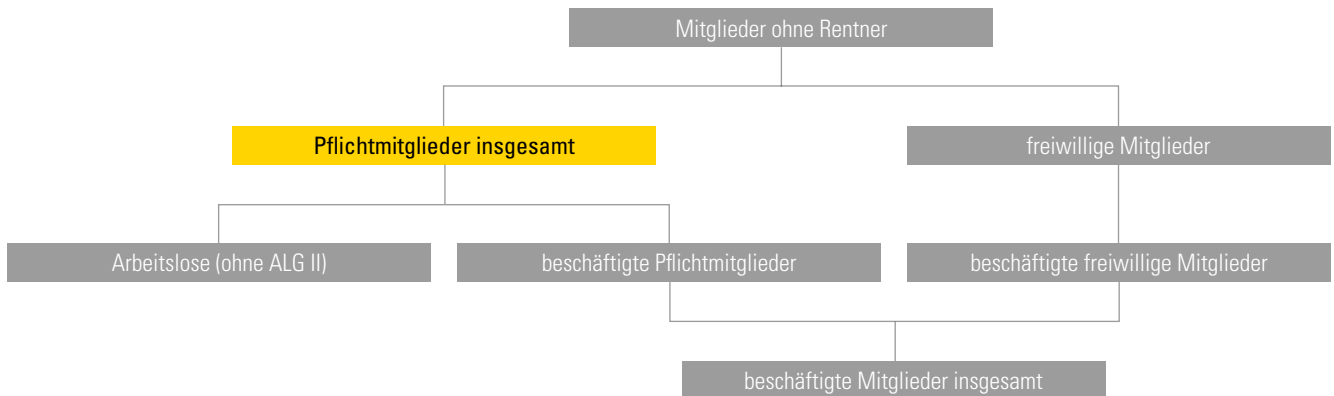 Mitglieder ohne Rentner
Pflichtmitglieder insgesamt
freiwillige Mitglieder
Arbeitslose (ohne ALG II)
beschäftigte Pflichtmitglieder
beschäftigte freiwillige Mitglieder
beschäftigte Mitglieder insgesamt